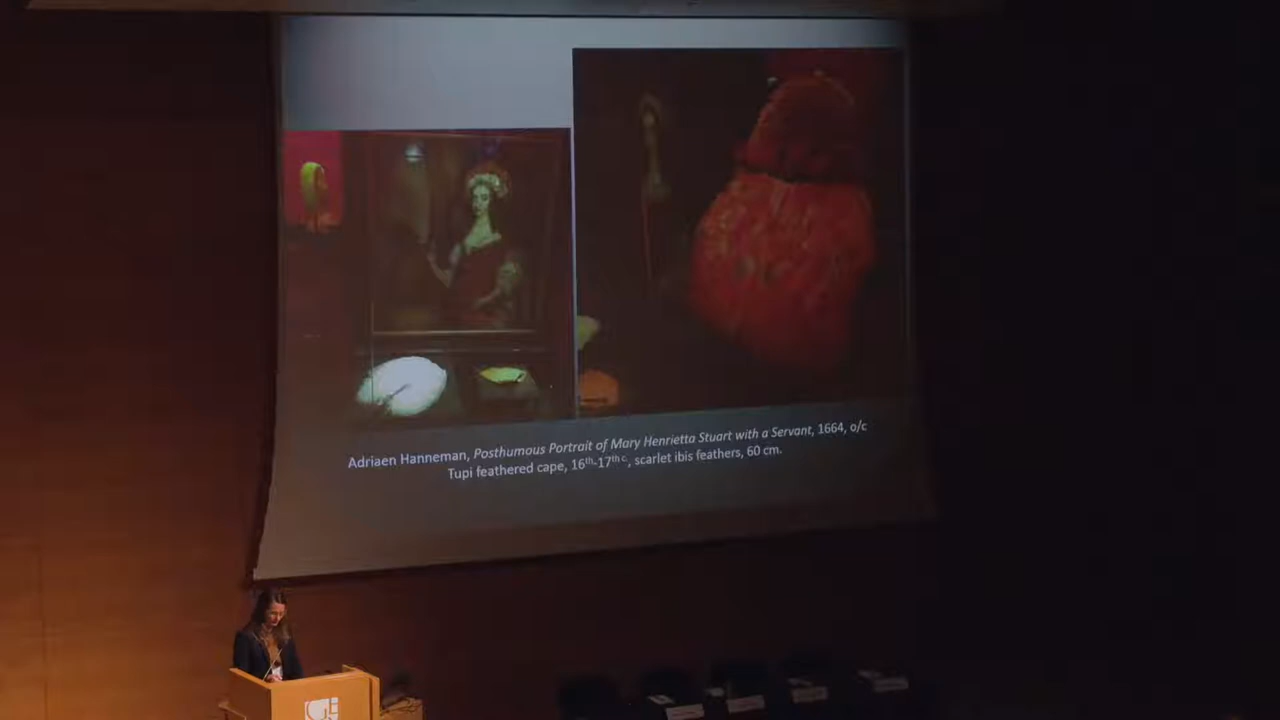 Adriaen Hanneman, Posthumous Portrait of Mary Henrietta Stuart with a Servant, 1664, o/c
Tupi feathered cape, 16th-17th c, scarlet ibis feathers, 60 cm.